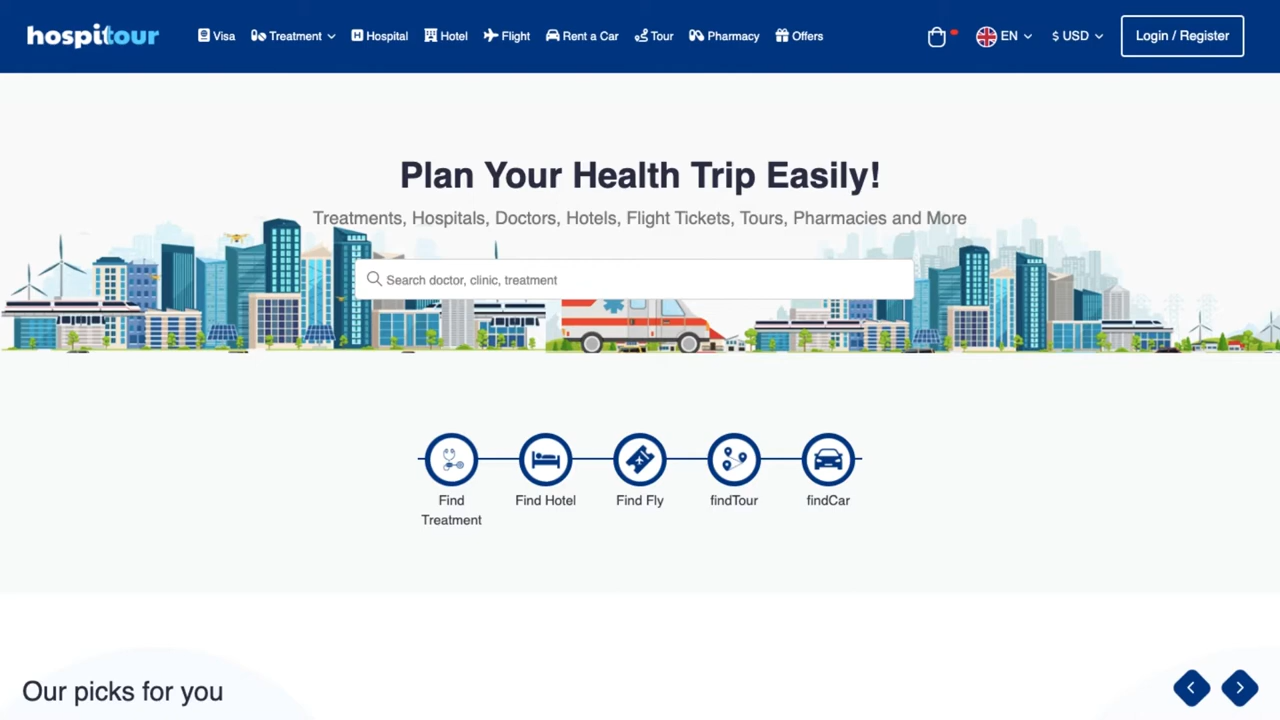 hospitour
Visa Treatment Hospital Hotel Flight Rent a Car Tour Pharmacy Offers EN $ USD Login / Register
Plan Your Health Trip Easily!
Treatments, Hospitals, Doctors, Hotels, Flight Tickets, Tours, Pharmacies and More
Search doctor, clinic, treatment
Find Treatment
Find Hotel
Find Fly
findTour
findCar
Our picks for you